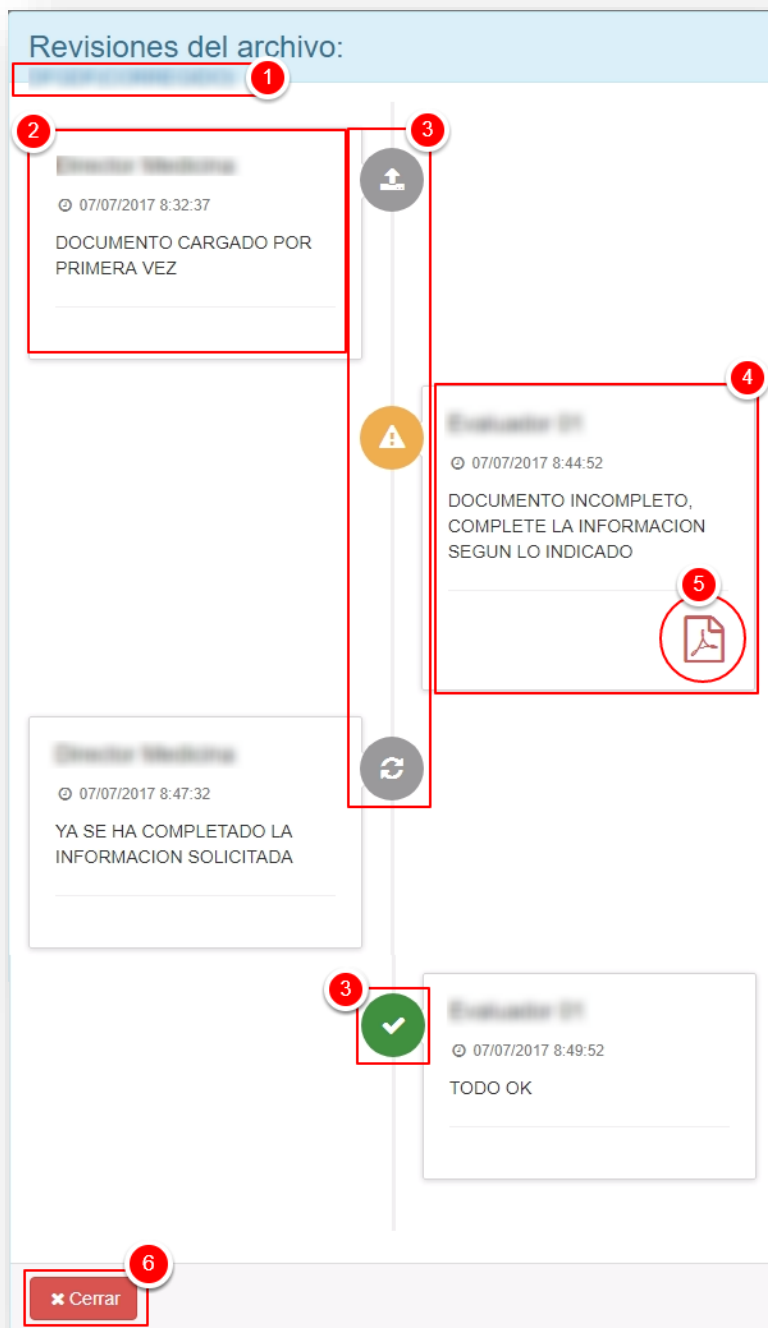 Revisiones del archivo:
1
2
3
07/07/2017 8:32:37
DOCUMENTO CARGADO POR
PRIMERA VEZ
4
07/07/2017 8:44:52
DOCUMENTO INCOMPLETO,
COMPLETE LA INFORMACION
SEGUN LO INDICADO
5
07/07/2017 8:47:32
YA SE HA COMPLETADO LA
INFORMACION SOLICITADA
3
07/07/2017 8:49:52
TODO OK
6
Cerrar